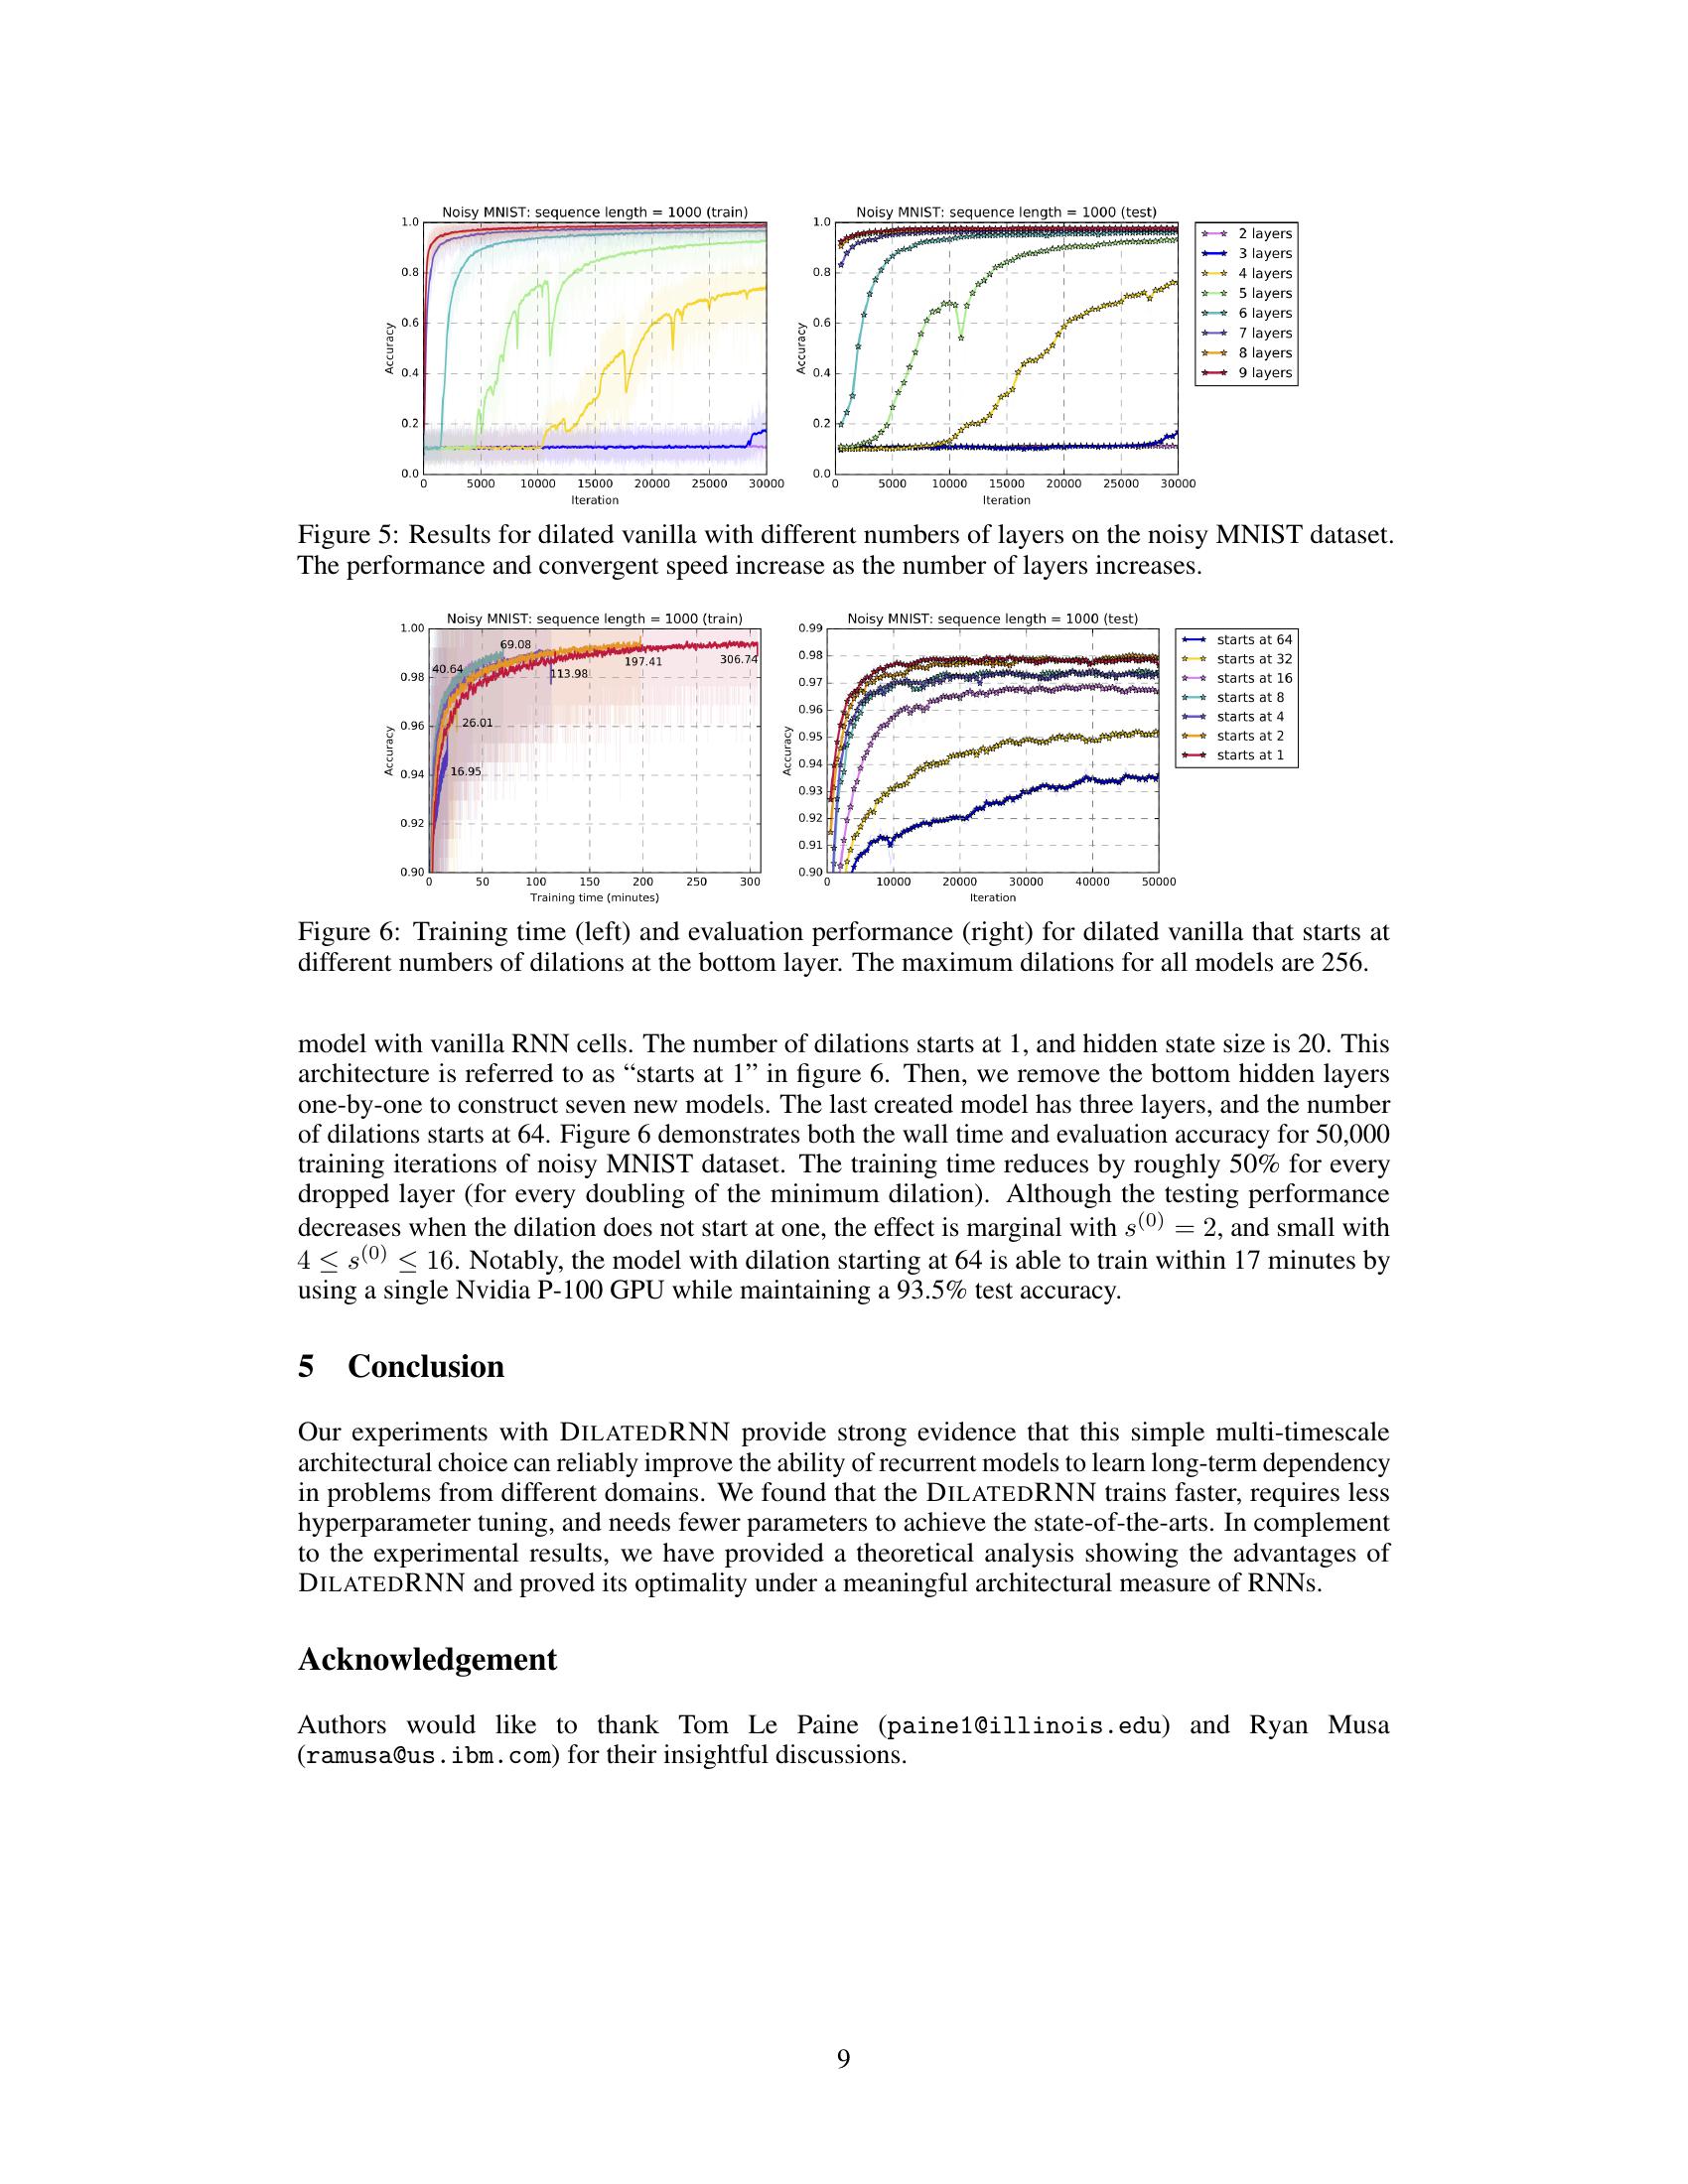 Noisy MNIST: sequence length = 1000 (train)
1.0
0.8
0.6
0.4
0.2
0.0
Accuracy
0 5000 10000 15000 20000 25000 30000
Iteration
Noisy MNIST: sequence length = 1000 (test)
1.0
0.8
0.6
0.4
0.2
0.0
Accuracy
0 5000 10000 15000 20000 25000 30000
Iteration
2 layers
3 layers
4 layers
5 layers
6 layers
7 layers
8 layers
9 layers
Figure 5: Results for dilated vanilla with different numbers of layers on the noisy MNIST dataset.
The performance and convergent speed increase as the number of layers increases.
Noisy MNIST: sequence length = 1000 (train)
1.00
0.98
0.96
0.94
0.92
0.90
Accuracy
69.08
40.64
197.41
306.74
113.98
26.01
16.95
0 50 100 150 200 250 300
Training time (minutes)
Noisy MNIST: sequence length = 1000 (test)
0.99
0.98
0.97
0.96
0.95
0.94
0.93
0.92
0.91
0.90
Accuracy
0 10000 20000 30000 40000 50000
Iteration
starts at 64
starts at 32
starts at 16
starts at 8
starts at 4
starts at 2
starts at 1
Figure 6: Training time (left) and evaluation performance (right) for dilated vanilla that starts at
different numbers of dilations at the bottom layer. The maximum dilations for all models are 256.
model with vanilla RNN cells. The number of dilations starts at 1, and hidden state size is 20. This
architecture is referred to as “starts at 1” in figure 6. Then, we remove the bottom hidden layers
one-by-one to construct seven new models. The last created model has three layers, and the number
of dilations starts at 64. Figure 6 demonstrates both the wall time and evaluation accuracy for 50,000
training iterations of noisy MNIST dataset. The training time reduces by roughly 50% for every
dropped layer (for every doubling of the minimum dilation). Although the testing performance
decreases when the dilation does not start at one, the effect is marginal with s^(0) = 2, and small with
4 ≤ s^(0) ≤ 16. Notably, the model with dilation starting at 64 is able to train within 17 minutes by
using a single Nvidia P-100 GPU while maintaining a 93.5% test accuracy.
5 Conclusion
Our experiments with DILATEDRNN provide strong evidence that this simple multi-timescale
architectural choice can reliably improve the ability of recurrent models to learn long-term dependency
in problems from different domains. We found that the DILATEDRNN trains faster, requires less
hyperparameter tuning, and needs fewer parameters to achieve the state-of-the-arts. In complement
to the experimental results, we have provided a theoretical analysis showing the advantages of
DILATEDRNN and proved its optimality under a meaningful architectural measure of RNNs.
Acknowledgement
Authors would like to thank Tom Le Paine (paine1@illinois.edu) and Ryan Musa
(ramusa@us.ibm.com) for their insightful discussions.
9